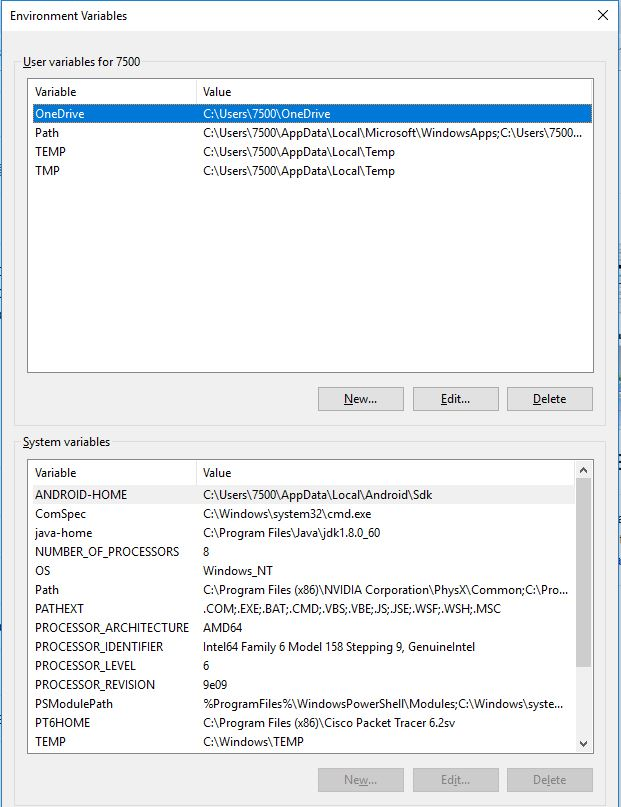 Environment Variables
User variables for 7500
Variable Value
OneDrive C:\Users\7500\OneDrive
Path C:\Users\7500\AppData\Local\Microsoft\WindowsApps;C:\Users\7500...
TEMP C:\Users\7500\AppData\Local\Temp
TMP C:\Users\7500\AppData\Local\Temp
New... Edit... Delete
System variables
Variable Value
ANDROID-HOME C:\Users\7500\AppData\Local\Android\Sdk
ComSpec C:\Windows\system32\cmd.exe
java-home C:\Program Files\Java\jdk1.8.0_60
NUMBER_OF_PROCESSORS 8
OS Windows_NT
Path C:\Program Files (x86)\NVIDIA Corporation\PhysX\Common;C:\Pro...
PATHEXT .COM;.EXE;.BAT;.CMD;.VBS;.VBE;.JS;.JSE;.WSF;.WSH;.MSC
PROCESSOR_ARCHITECTURE AMD64
PROCESSOR_IDENTIFIER Intel64 Family 6 Model 158 Stepping 9, GenuineIntel
PROCESSOR_LEVEL 6
PROCESSOR_REVISION 9e09
PSModulePath %ProgramFiles%\WindowsPowerShell\Modules;C:\Windows\syste...
PT6HOME C:\Program Files (x86)\Cisco Packet Tracer 6.2sv
TEMP C:\Windows\TEMP
New... Edit... Delete